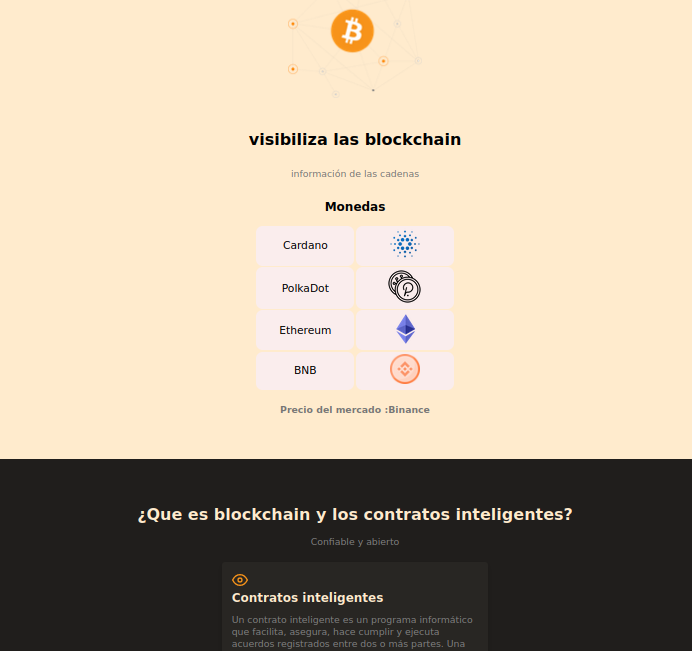 visibiliza las blockchain
información de las cadenas
Monedas
Cardano
PolkaDot
Ethereum
BNB
Precio del mercado :Binance
¿Que es blockchain y los contratos inteligentes?
Confiable y abierto
Contratos inteligentes
Un contrato inteligente es un programa informático
que facilita, asegura, hace cumplir y ejecuta
acuerdos registrados entre dos o más partes. Una